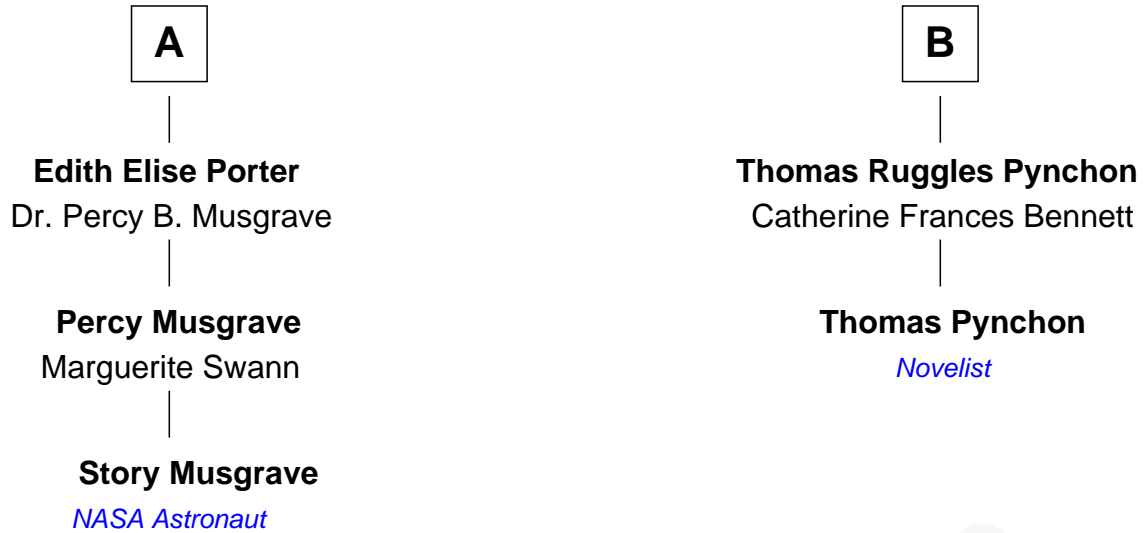 A
Edith Elise Porter
Dr. Percy B. Musgrave
Percy Musgrave
Marguerite Swann
Story Musgrave
NASA Astronaut
B
Thomas Ruggles Pynchon
Catherine Frances Bennett
Thomas Pynchon
Novelist